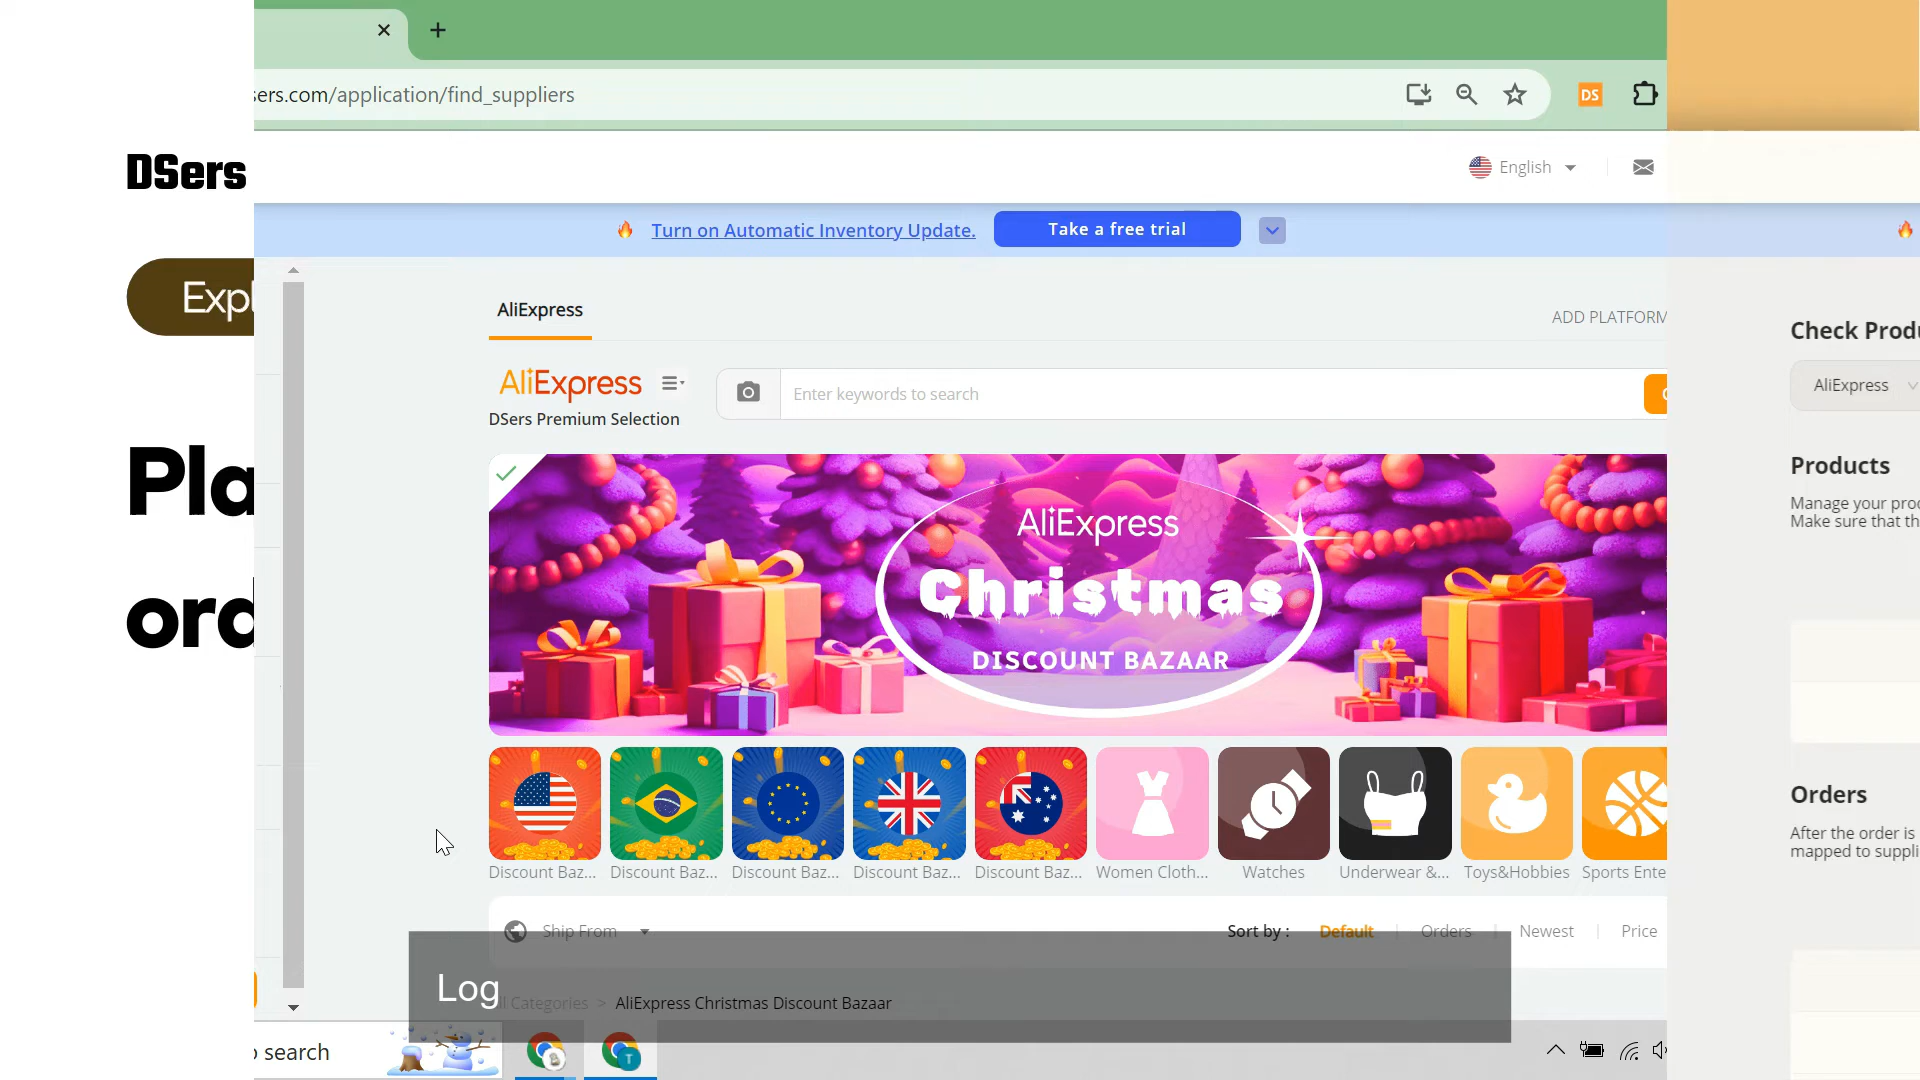 sers.com/application/find_suppliers
DS
DSers
English
Turn on Automatic Inventory Update.
Take a free trial
Expl
AliExpress
ADD PLATFORM
Check Produ
AliExpress
DSers Premium Selection
Enter keywords to search
AliExpress
Products
Manage your prod
Make sure that th
Pla
ord
AliExpress
Christmas
DISCOUNT BAZAAR
Discount Baz...
Discount Baz...
Discount Baz...
Discount Baz...
Discount Baz...
Women Cloth...
Watches
Underwear &...
Toys&Hobbies
Sports Ente
Orders
After the order is
mapped to suppli
Ship From
Sort by :
Default
Orders
Newest
Price
Log
l Categories > AliExpress Christmas Discount Bazaar
o search
T